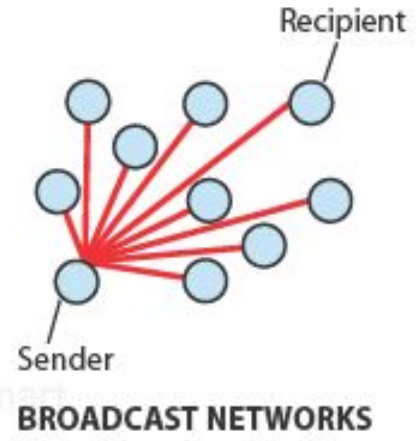 Recipient
Sender
BROADCAST NETWORKS